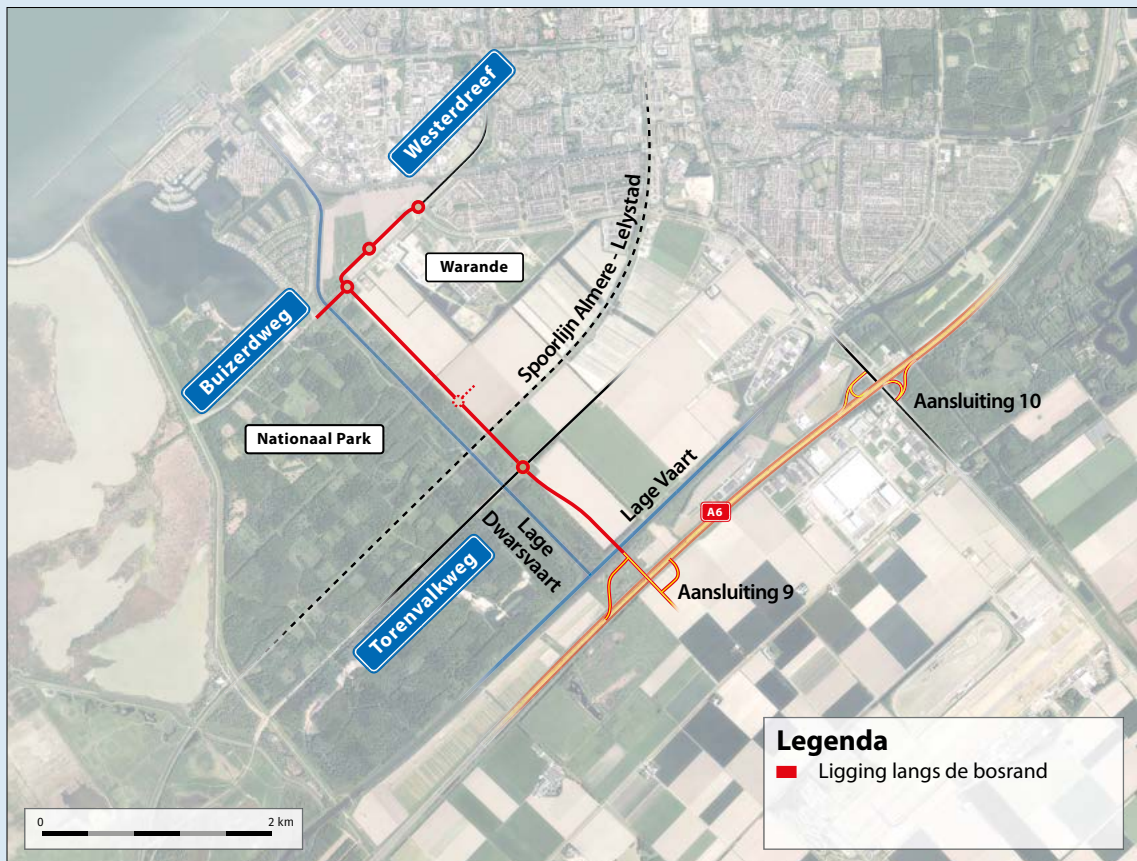 Westerdreef
Warande
Spoorlijn Almere - Lelystad
Buizerdweg
Nationaal Park
Aansluiting 10
Lage Vaart
A6
Lage
Dwarsvaart
Aansluiting 9
Torenvalkweg
Legenda
Ligging langs de bosrand
0 2 km